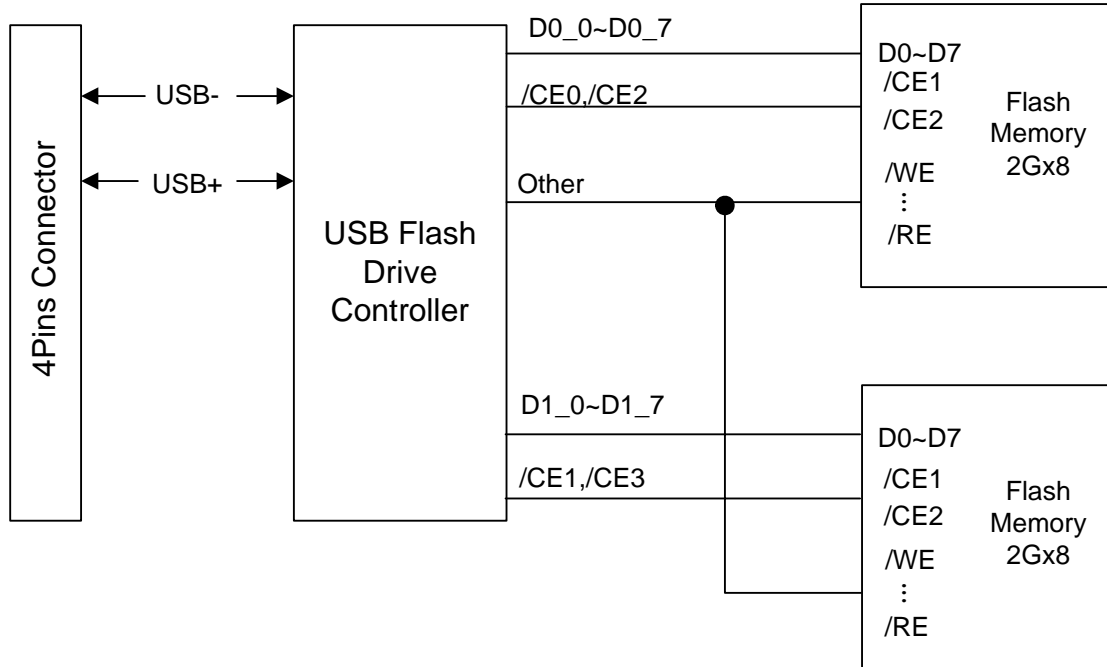 4Pins Connector
USB-
USB+
USB Flash
Drive
Controller
D0_0~D0_7
/CE0,/CE2
Other
D0~D7
/CE1
/CE2
/WE
⋮
/RE
Flash
Memory
2Gx8
D1_0~D1_7
/CE1,/CE3
D0~D7
/CE1
/CE2
/WE
⋮
/RE
Flash
Memory
2Gx8